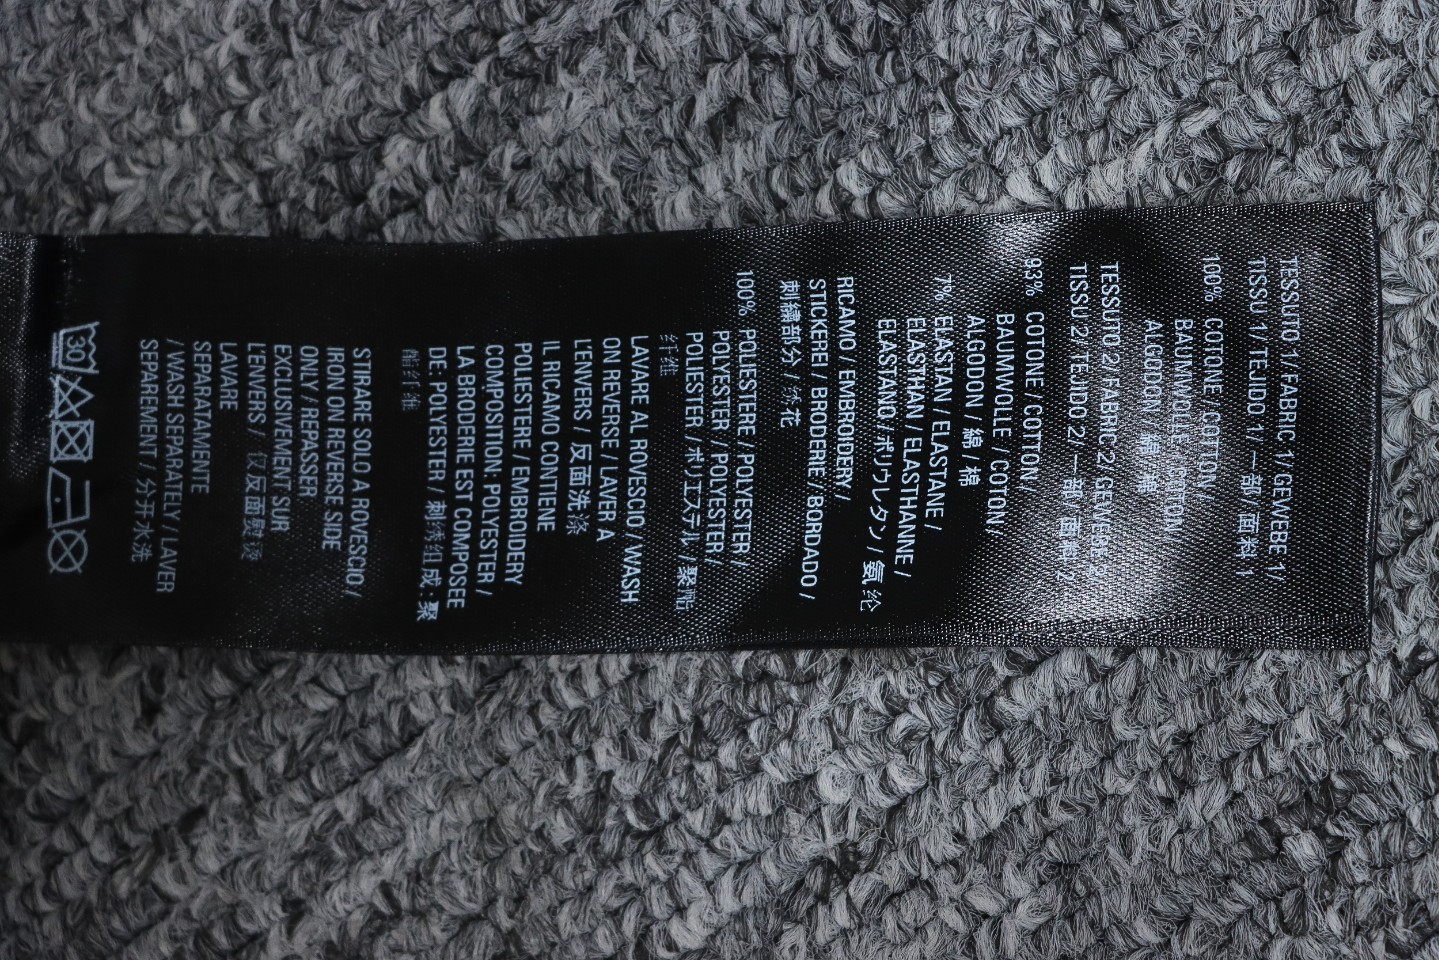 TESSUTO 1/ FABRIC 1/ GEWEBE 1/
TISSU 1/ TEJIDO 1/ 一部/ 面料 1
100% COTONE / COTTON /
BAUMWOLLE / COTON /
ALGODON / 綿 / 棉
TESSUTO 2/ FABRIC 2/ GEWEBE 2
TISSU 2/ TEJIDO 2/ 一部/ 面料 2
93% COTONE / COTTON /
BAUMWOLLE / COTON /
ALGODON / 綿 / 棉
7% ELASTAN / ELASTANE /
ELASTHAN / ELASTHANNE /
ELASTANO / ポリウレタン / 氨纶
RICAMO / EMBROIDERY /
STICKEREI / BRODERIE / BORDADO /
刺繍部分 / 绣花
100% POLIESTERE / POLYESTER /
POLYESTER / POLYESTER /
POLIESTER / ポリエステル / 聚酯
纤维
LAVARE AL ROVESCIO / WASH
ON REVERSE / LAVER A
L'ENVERS / 反面洗涤
IL RICAMO CONTIENE
POLIESTERE / EMBROIDERY
COMPOSITION: POLYESTER /
LA BRODERIE EST COMPOSEE
DE: POLYESTER / 刺绣组成：聚
酯纤维
STIRARE SOLO A ROVESCIO /
IRON ON REVERSE SIDE
ONLY / REPASSER
EXCLUSIVEMENT SUR
L'ENVERS / 仅反面熨烫
LAVARE
SEPARATAMENTE
/ WASH SEPARATELY / LAVER
SEPAREMENT / 分开水洗
30